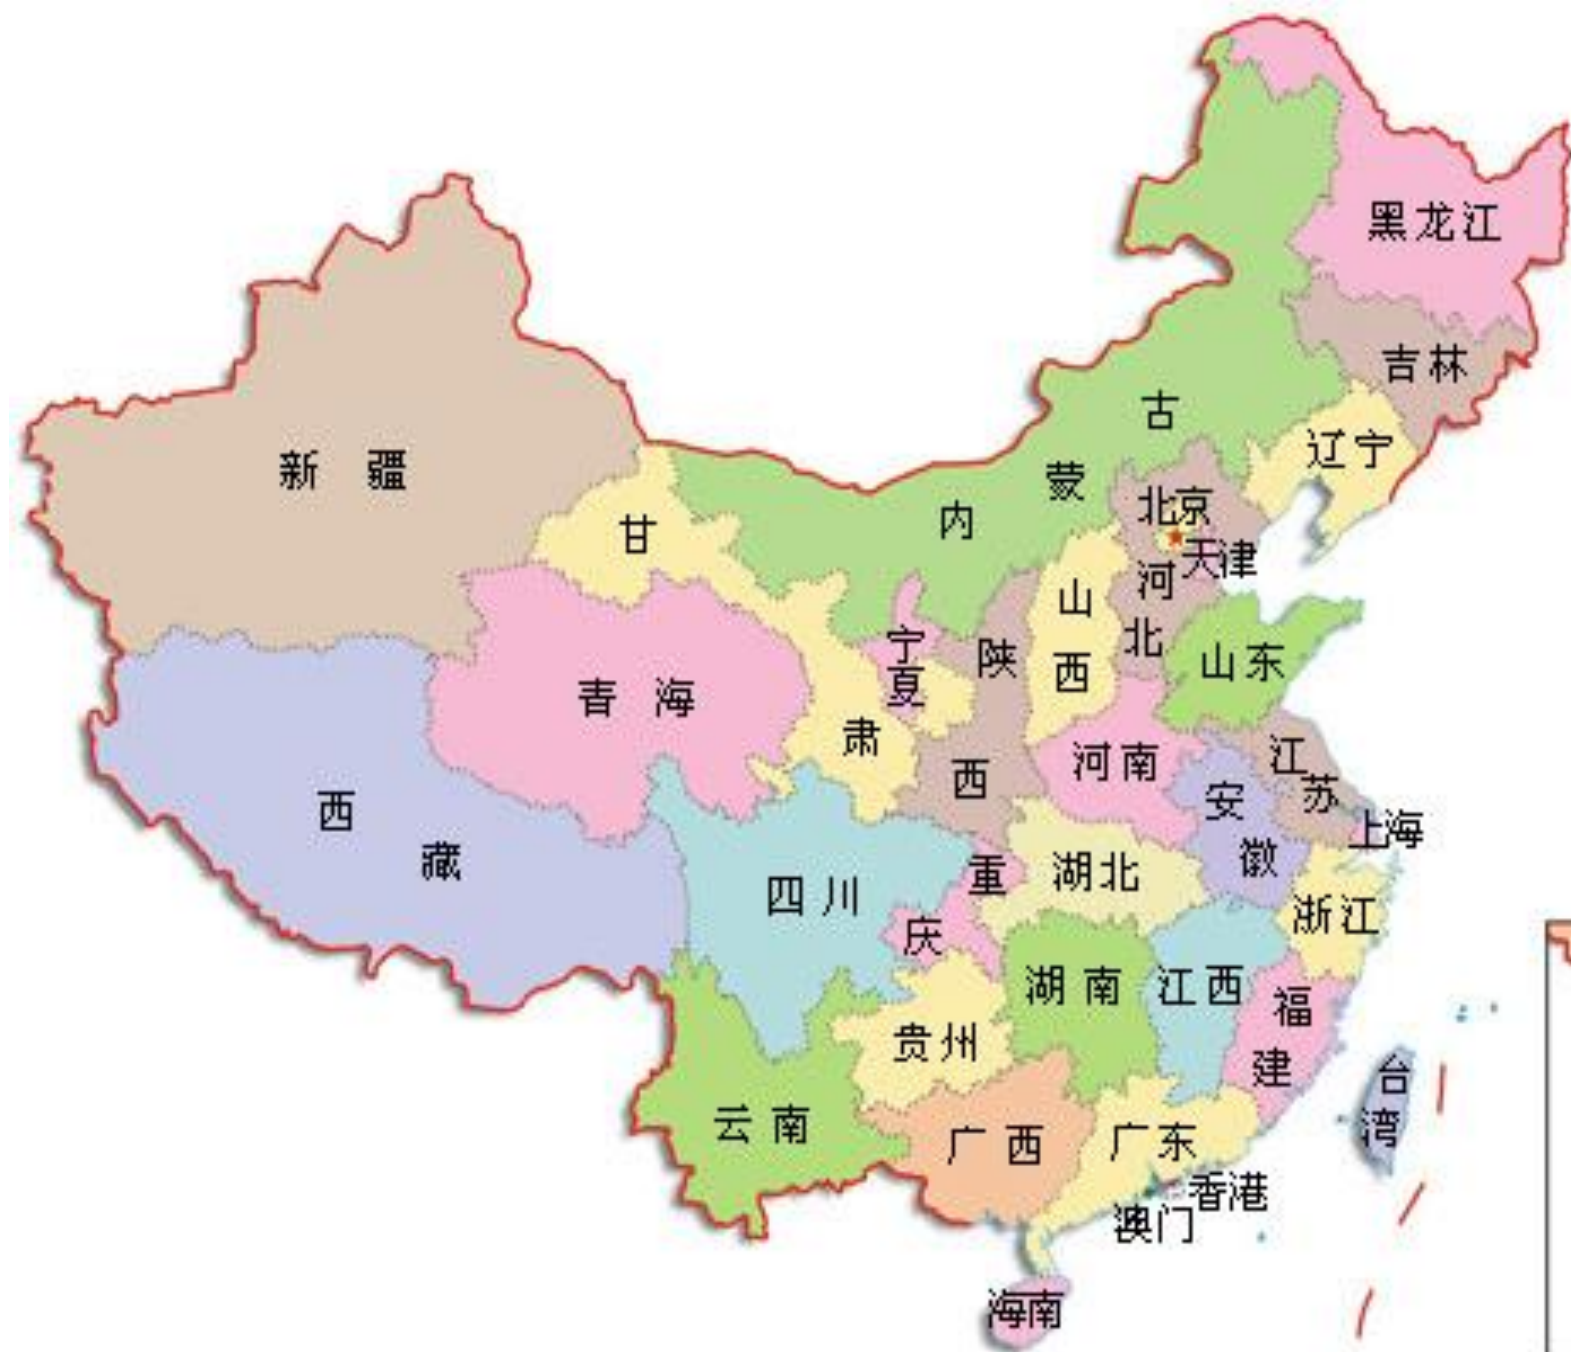 黑龙江
吉林
辽宁
内蒙古
新疆
甘肃
北京
天津
河北
山西
陕西
宁夏
青海
山东
河南
江苏
安徽
上海
西藏
四川
重庆
湖北
浙江
湖南
江西
福建
贵州
云南
广西
广东
台湾
香港
澳门
海南